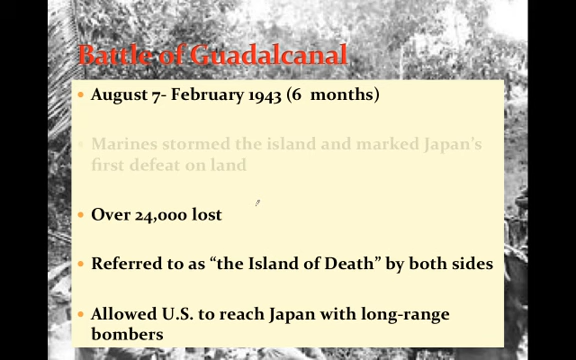 Battle of Guadalcanal
August 7- February 1943 (6 months)
Marines stormed the island and marked Japan's
first defeat on land
Over 24,000 lost
Referred to as “the Island of Death” by both sides
Allowed U.S. to reach Japan with long-range
bombers